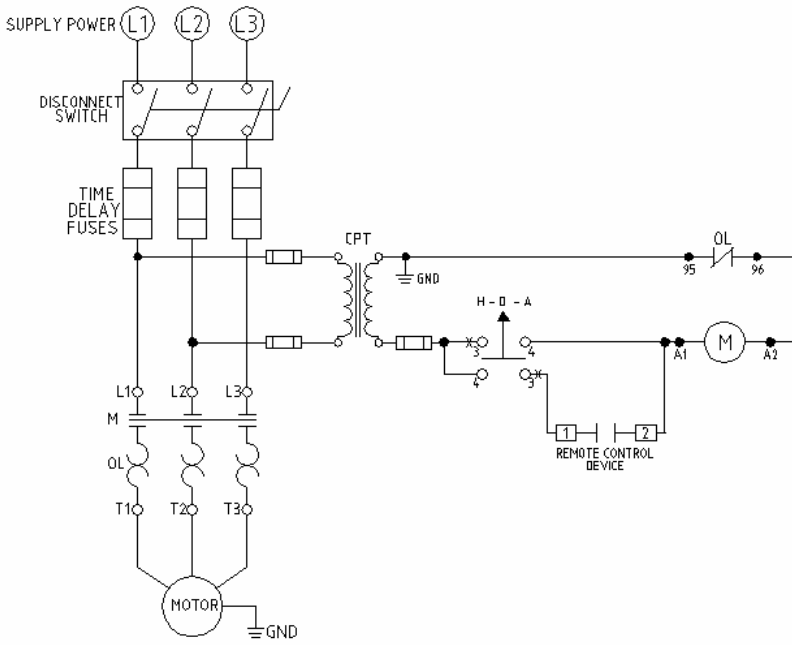 SUPPLY POWER L1 L2 L3
DISCONNECT
SWITCH
TIME
DELAY
FUSES
CPT
OL
GND
95
96
H - O - A
X 3
4
A1
M
A2
4
3 X
L1 L2 L3
M
1
2
REMOTE CONTROL
DEVICE
OL
T1 T2 T3
MOTOR
GND